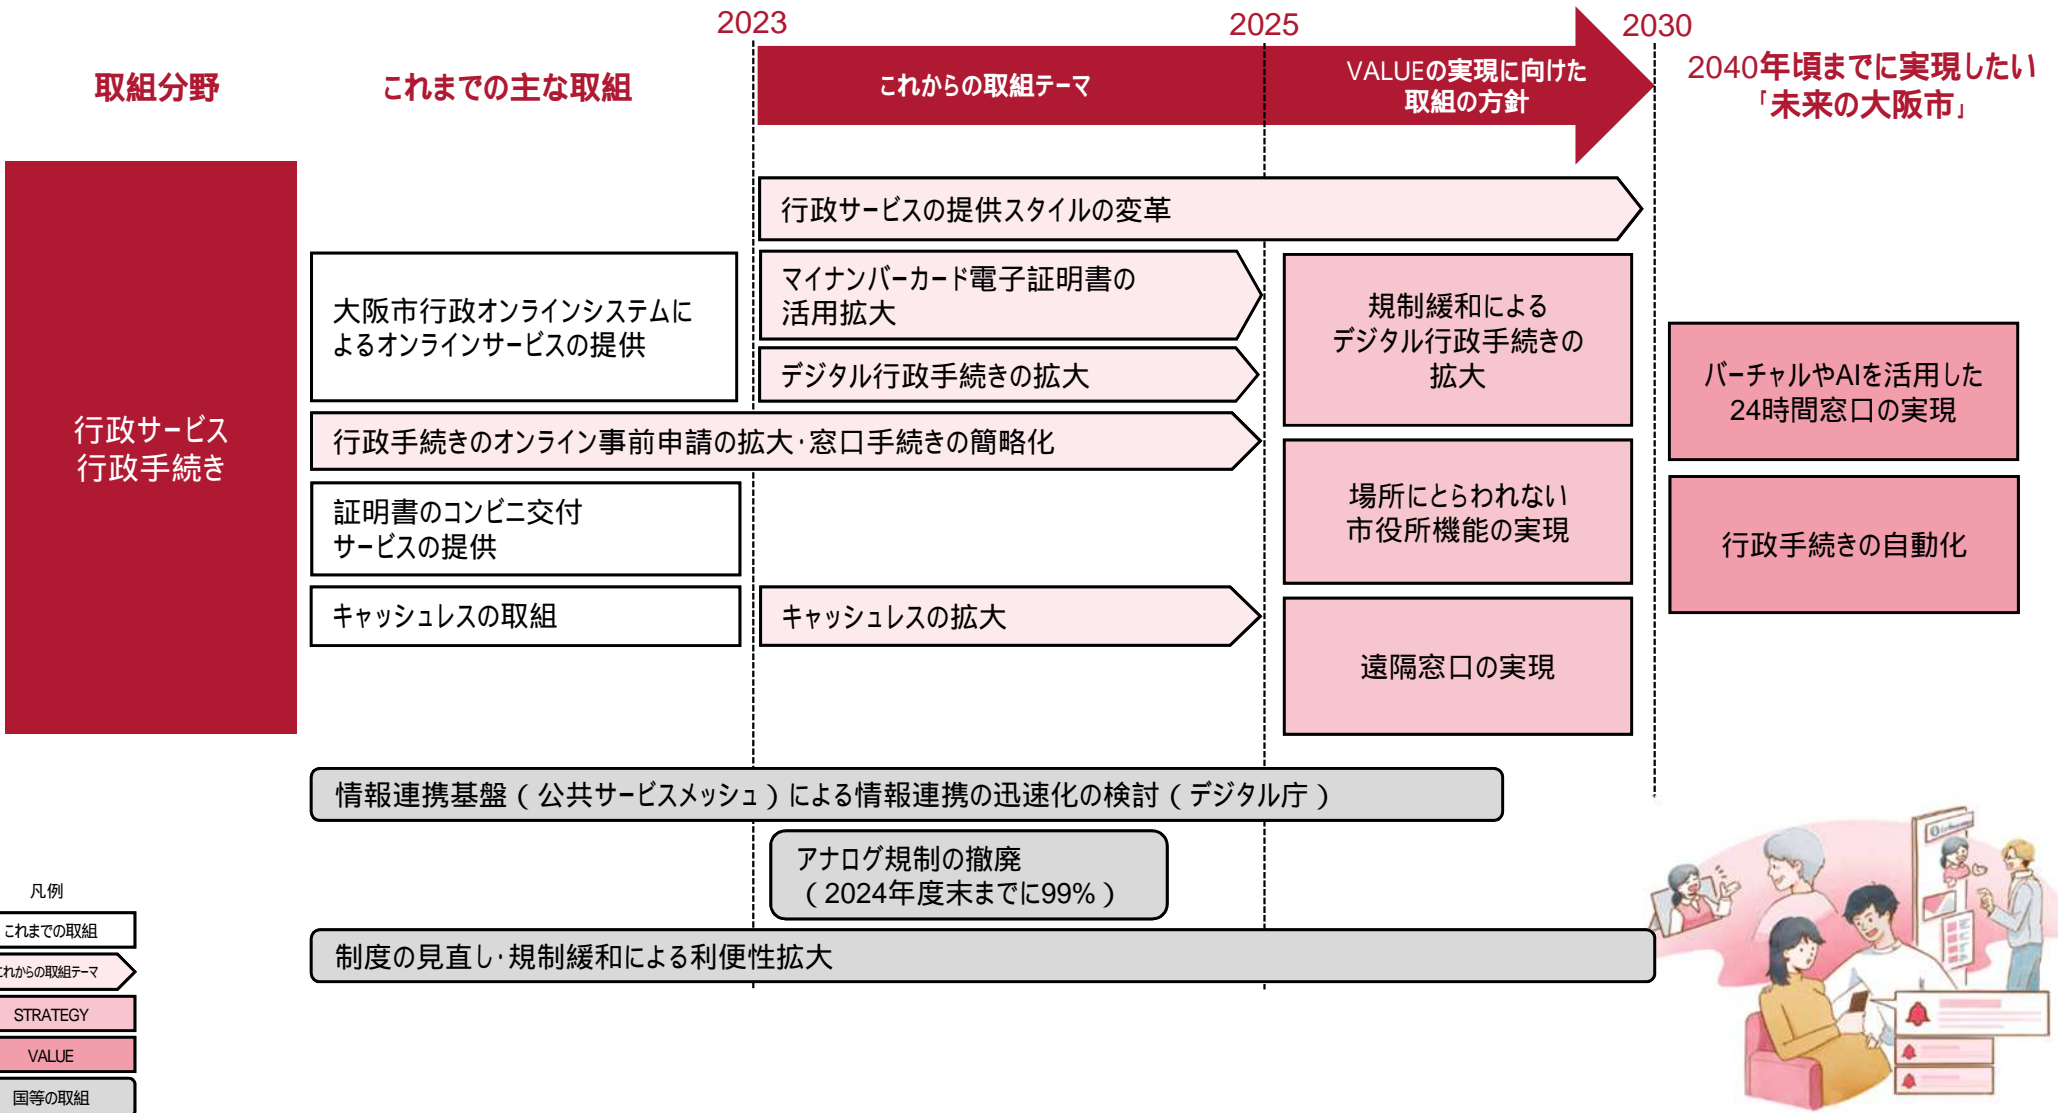 2023
2025
2030
取組分野
これまでの主な取組
これからの取組テーマ
VALUEの実現に向けた
取組の方針
2040年頃までに実現したい
「未来の大阪市」
行政サービス
行政手続き
行政サービスの提供スタイルの変革
大阪市行政オンラインシステムに
よるオンラインサービスの提供
マイナンバーカード電子証明書の
活用拡大
デジタル行政手続きの拡大
規制緩和による
デジタル行政手続きの
拡大
バーチャルやAIを活用した
24時間窓口の実現
行政手続きのオンライン事前申請の拡大・窓口手続きの簡略化
証明書のコンビニ交付
サービスの提供
場所にとらわれない
市役所機能の実現
行政手続きの自動化
キャッシュレスの取組
キャッシュレスの拡大
遠隔窓口の実現
情報連携基盤(公共サービスメッシュ)による情報連携の迅速化の検討(デジタル庁)
アナログ規制の撤廃
(2024年度末までに99%)
制度の見直し・規制緩和による利便性拡大
凡例
これまでの取組
これからの取組テーマ
STRATEGY
VALUE
国等の取組